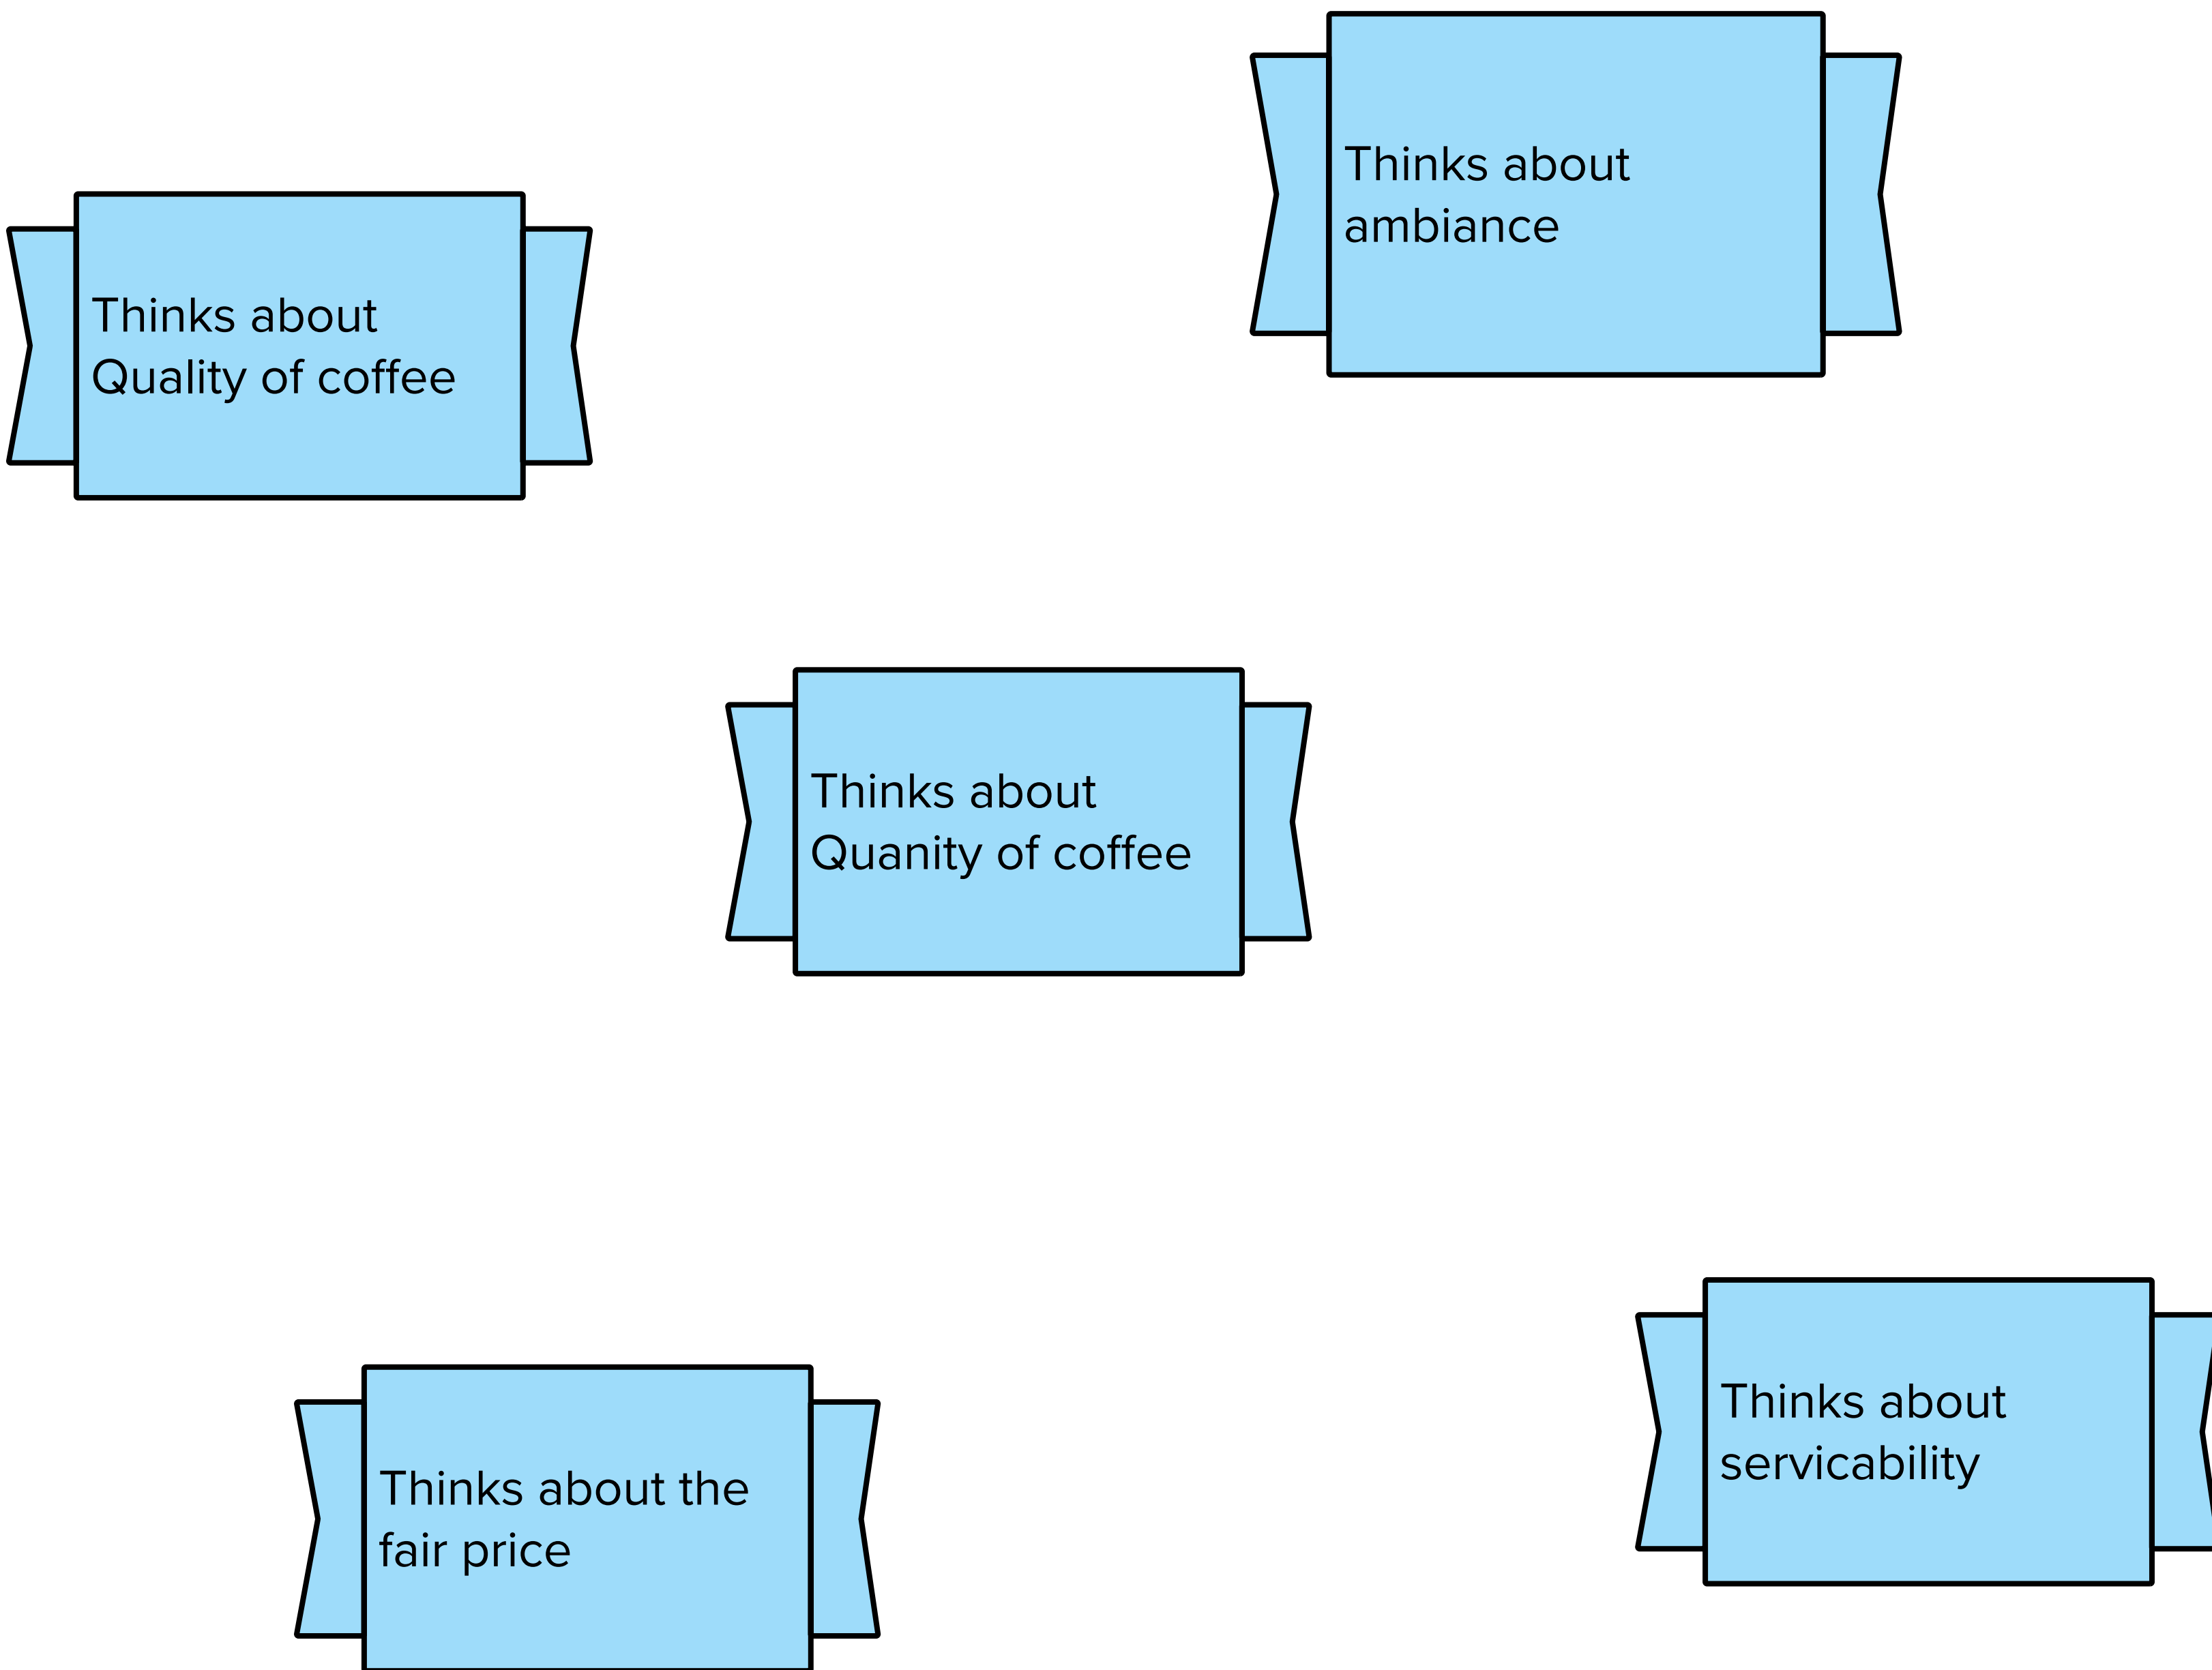 Thinks about
ambiance
Thinks about
Quality of coffee
Thinks about
Quanity of coffee
Thinks about
servicability
Thinks about the
fair price